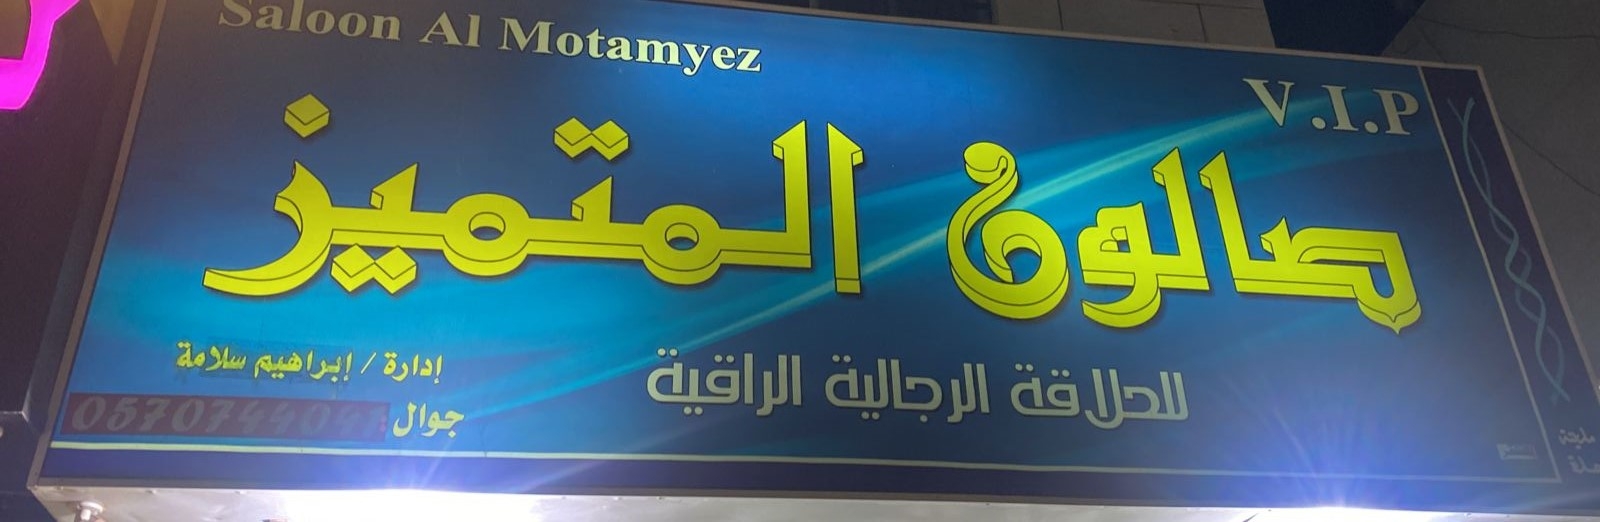 Saloon Al Motamyez
V.I.P
صالون المتميز
للحلاقة الرجالية الراقية
إدارة / إبراهيم سلامة
جوال